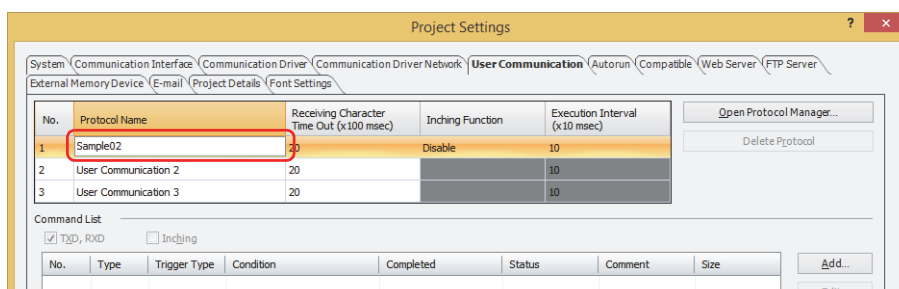 Project Settings
? ×
System Communication Interface Communication Driver Communication Driver Network User Communication Autorun Compatible Web Server FTP Server
External Memory Device E-mail Project Details Font Settings
No. Protocol Name Receiving Character Time Out (x100 msec) Inching Function Execution Interval (x10 msec) Open Protocol Manager...
1 Sample02 20 Disable 10 Delete Protocol
2 User Communication 2 20 10
3 User Communication 3 20 10
Command List
TXD, RXD Inching
No. Type Trigger Type Condition Completed Status Comment Size Add...